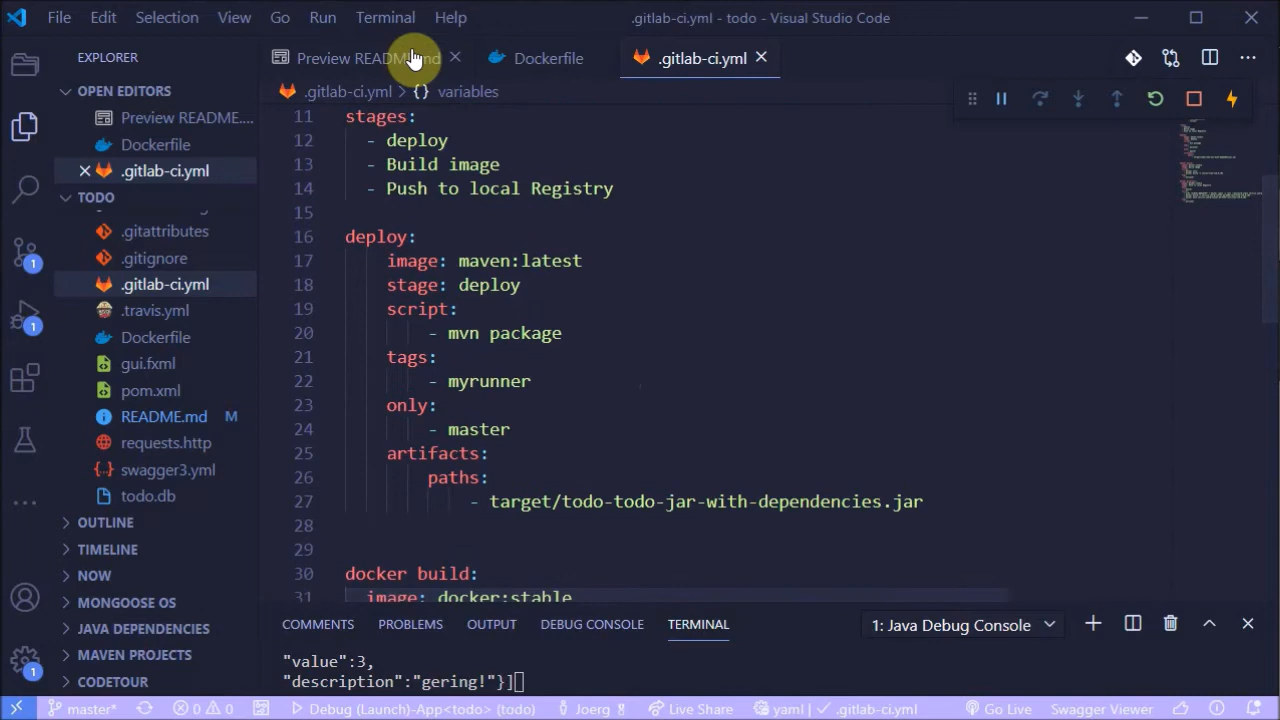 File Edit Selection View Go Run Terminal Help .gitlab-ci.yml - todo - Visual Studio Code
EXPLORER
Preview README.md Dockerfile .gitlab-ci.yml
OPEN EDITORS
Preview README....
Dockerfile
.gitlab-ci.yml
TODO
.gitattributes
.gitignore
.gitlab-ci.yml
.travis.yml
Dockerfile
gui.fxml
pom.xml
README.md M
requests.http
swagger3.yml
todo.db
OUTLINE
TIMELINE
NOW
MONGOOSE OS
JAVA DEPENDENCIES
MAVEN PROJECTS
CODETOUR
1
1
1
.gitlab-ci.yml > {} variables
11 stages:
12 - deploy
13 - Build image
14 - Push to local Registry
15
16 deploy:
17 image: maven:latest
18 stage: deploy
19 script:
20 - mvn package
21 tags:
22 - myrunner
23 only:
24 - master
25 artifacts:
26 paths:
27 - target/todo-todo-jar-with-dependencies.jar
28
29
30 docker build:
31 image: docker:stable
COMMENTS PROBLEMS OUTPUT DEBUG CONSOLE TERMINAL 1: Java Debug Console
"value":3,
"description":"gering!"}]
master* 0 0 Debug (Launch)-App<todo> (todo) Joerg Live Share yaml | .gitlab-ci.yml Go Live Swagger Viewer